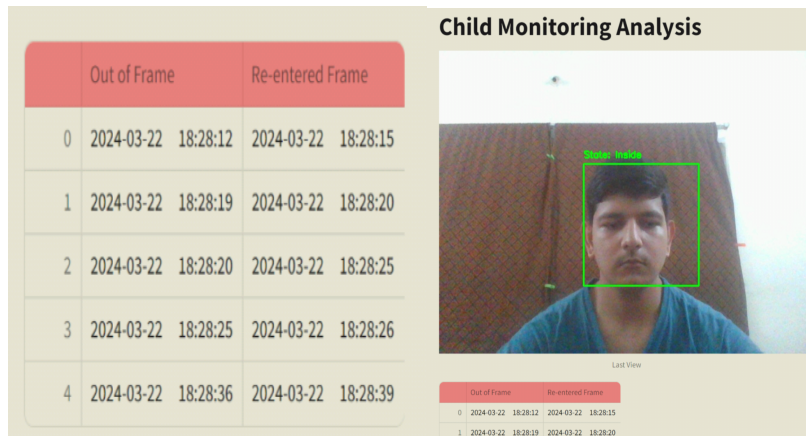 Out of Frame Re-entered Frame
0 2024-03-22 18:28:12 2024-03-22 18:28:15
1 2024-03-22 18:28:19 2024-03-22 18:28:20
2 2024-03-22 18:28:20 2024-03-22 18:28:25
3 2024-03-22 18:28:25 2024-03-22 18:28:26
4 2024-03-22 18:28:36 2024-03-22 18:28:39
Child Monitoring Analysis
State: Inside
Last View
Out of Frame Re-entered Frame
0 2024-03-22 18:28:12 2024-03-22 18:28:15
1 2024-03-22 18:28:19 2024-03-22 18:28:20